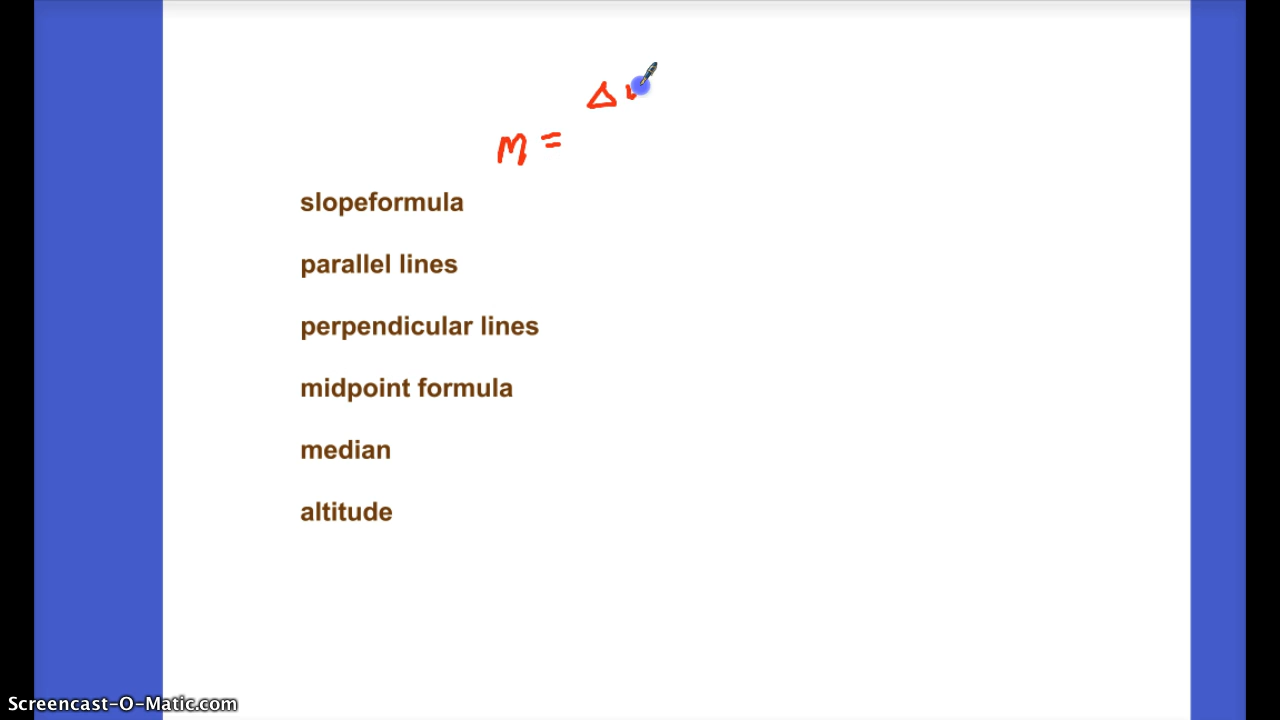 Δ
m =
slopeformula
parallel lines
perpendicular lines
midpoint formula
median
altitude
Screencast-O-Matic.com